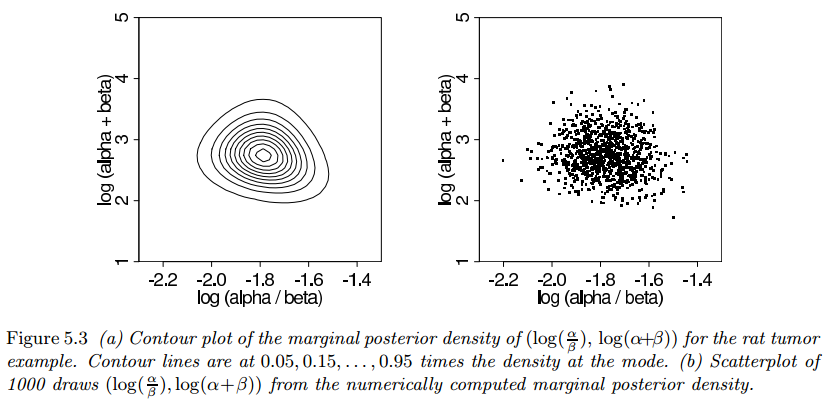 5
4
3
2
1
log (alpha + beta)
-2.2 -2.0 -1.8 -1.6 -1.4
log (alpha / beta)
5
4
3
2
1
log (alpha + beta)
-2.2 -2.0 -1.8 -1.6 -1.4
log (alpha / beta)
Figure 5.3 (a) Contour plot of the marginal posterior density of (log(α/β), log(α+β)) for the rat tumor
example. Contour lines are at 0.05, 0.15, . . . , 0.95 times the density at the mode. (b) Scatterplot of
1000 draws (log(α/β), log(α+β)) from the numerically computed marginal posterior density.